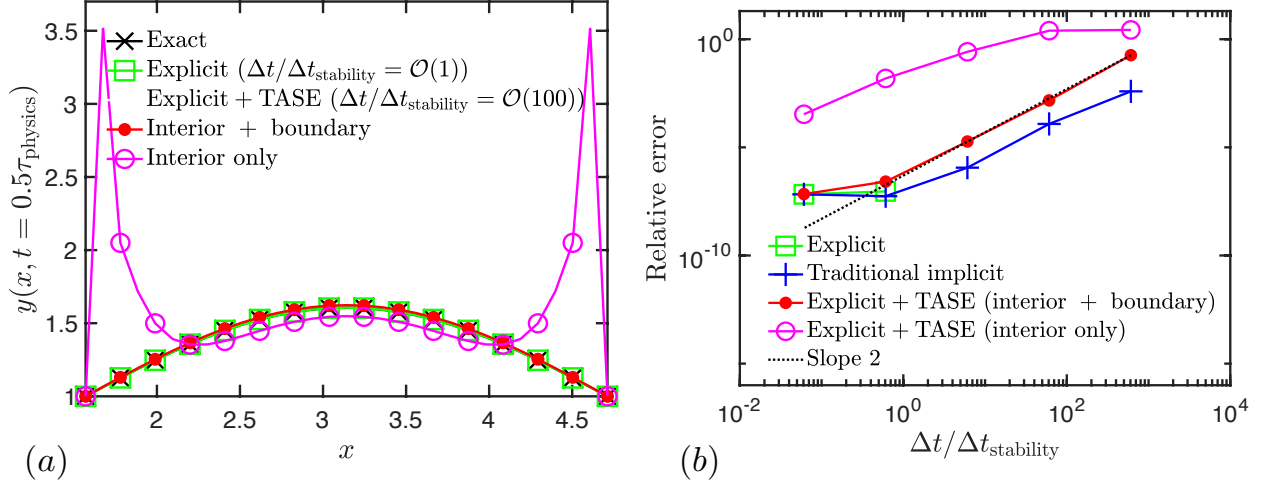 y(x, t = 0.5τ_physics)
3.5
3
2.5
2
1.5
1
Exact
Explicit (Δt/Δt_stability = 𝒪(1))
Explicit + TASE (Δt/Δt_stability = 𝒪(100))
Interior + boundary
Interior only
2 2.5 3 3.5 4 4.5
x
(a)
Relative error
10^0
10^-10
Explicit
Traditional implicit
Explicit + TASE (interior + boundary)
Explicit + TASE (interior only)
Slope 2
10^-2 10^0 10^2 10^4
Δt/Δt_stability
(b)